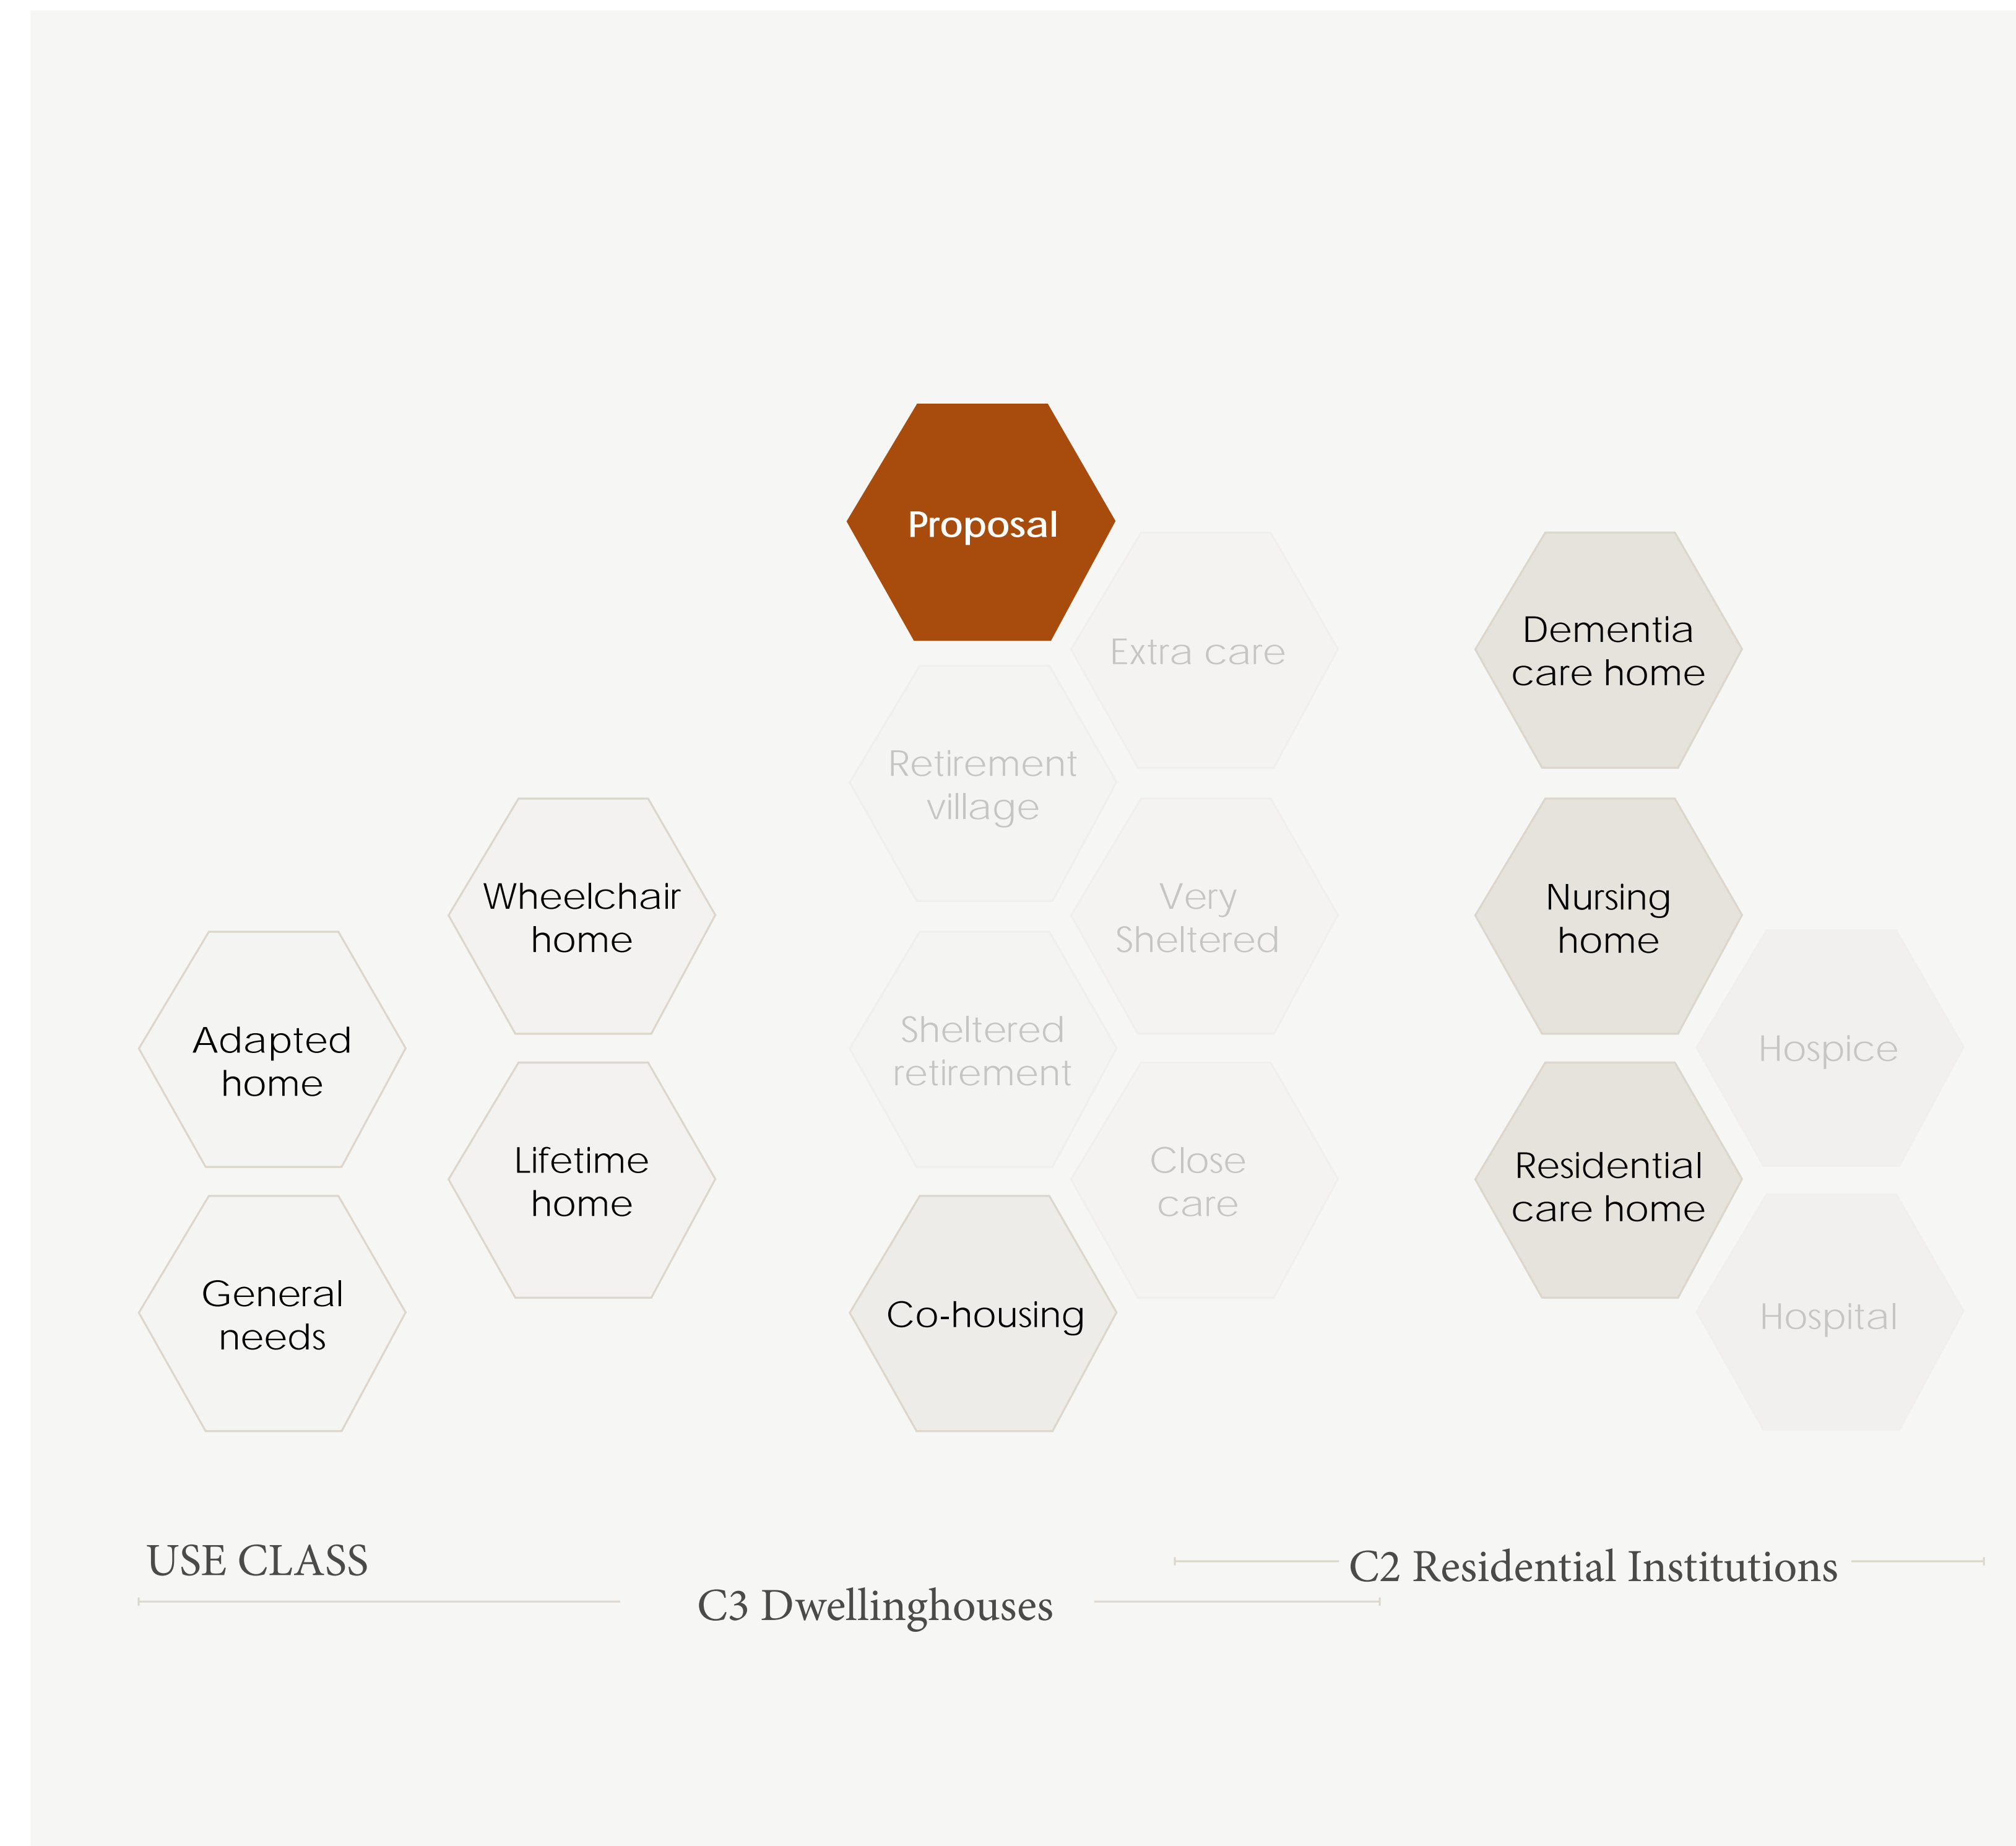 Proposal
Extra care
Dementia
care home
Retirement
village
Wheelchair
home
Very
Sheltered
Nursing
home
Adapted
home
Sheltered
retirement
Hospice
Lifetime
home
Close
care
Residential
care home
General
needs
Co-housing
Hospital
USE CLASS
C2 Residential Institutions
C3 Dwellinghouses